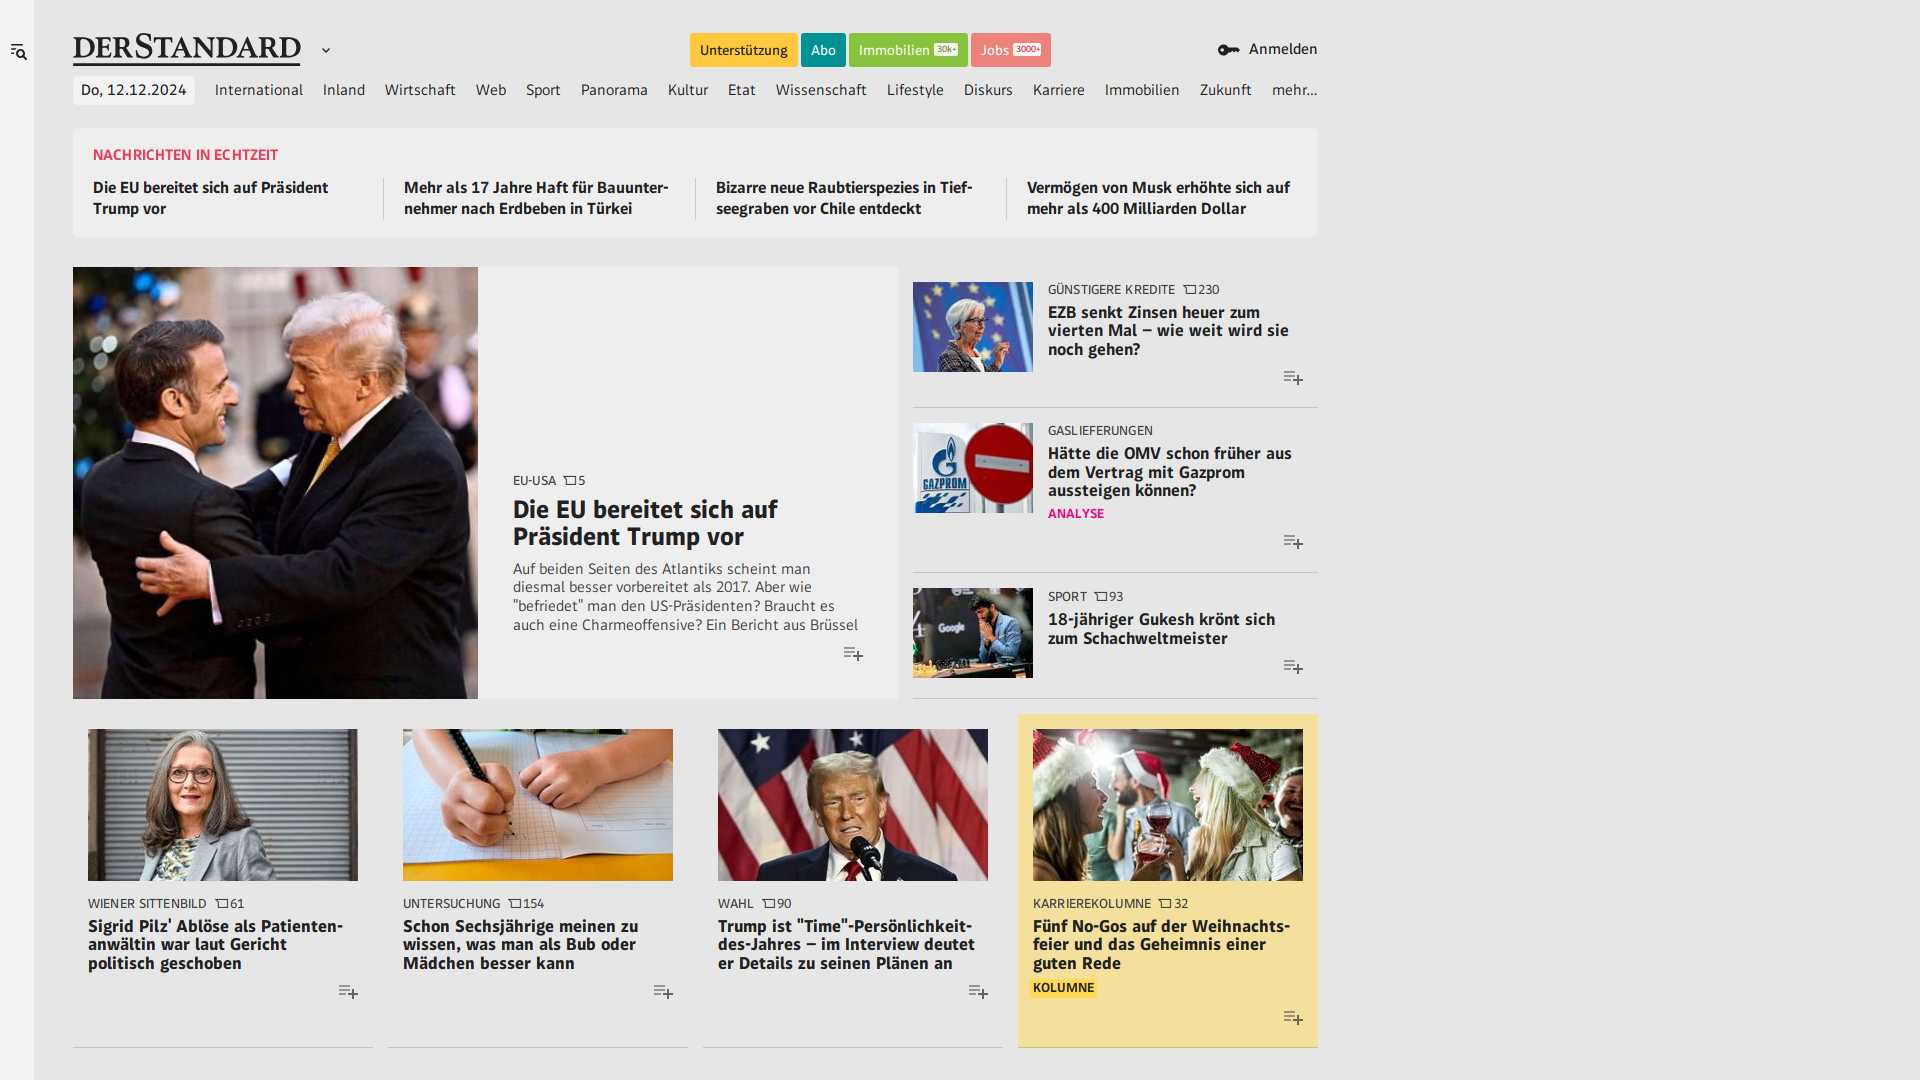 DERSTANDARD
Unterstützung
Abo
Immobilien 30k+
Jobs 3000+
Anmelden
Do, 12.12.2024
International
Inland
Wirtschaft
Web
Sport
Panorama
Kultur
Etat
Wissenschaft
Lifestyle
Diskurs
Karriere
Immobilien
Zukunft
mehr...
NACHRICHTEN IN ECHTZEIT
Die EU bereitet sich auf Präsident
Trump vor
Mehr als 17 Jahre Haft für Bauunter-
nehmer nach Erdbeben in Türkei
Bizarre neue Raubtierspezies in Tief-
seegraben vor Chile entdeckt
Vermögen von Musk erhöhte sich auf
mehr als 400 Milliarden Dollar
EU-USA 5
Die EU bereitet sich auf
Präsident Trump vor
Auf beiden Seiten des Atlantiks scheint man
diesmal besser vorbereitet als 2017. Aber wie
"befriedet" man den US-Präsidenten? Braucht es
auch eine Charmeoffensive? Ein Bericht aus Brüssel
GÜNSTIGERE KREDITE 230
EZB senkt Zinsen heuer zum
vierten Mal – wie weit wird sie
noch gehen?
GAZPROM
GASLIEFERUNGEN
Hätte die OMV schon früher aus
dem Vertrag mit Gazprom
aussteigen können?
ANALYSE
Google
SPORT 93
18-jähriger Gukesh krönt sich
zum Schachweltmeister
WIENER SITTENBILD 61
Sigrid Pilz' Ablöse als Patienten-
anwältin war laut Gericht
politisch geschoben
UNTERSUCHUNG 154
Schon Sechsjährige meinen zu
wissen, was man als Bub oder
Mädchen besser kann
WAHL 90
Trump ist "Time"-Persönlichkeit-
des-Jahres – im Interview deutet
er Details zu seinen Plänen an
KARRIEREKOLUMNE 32
Fünf No-Gos auf der Weihnachts-
feier und das Geheimnis einer
guten Rede
KOLUMNE